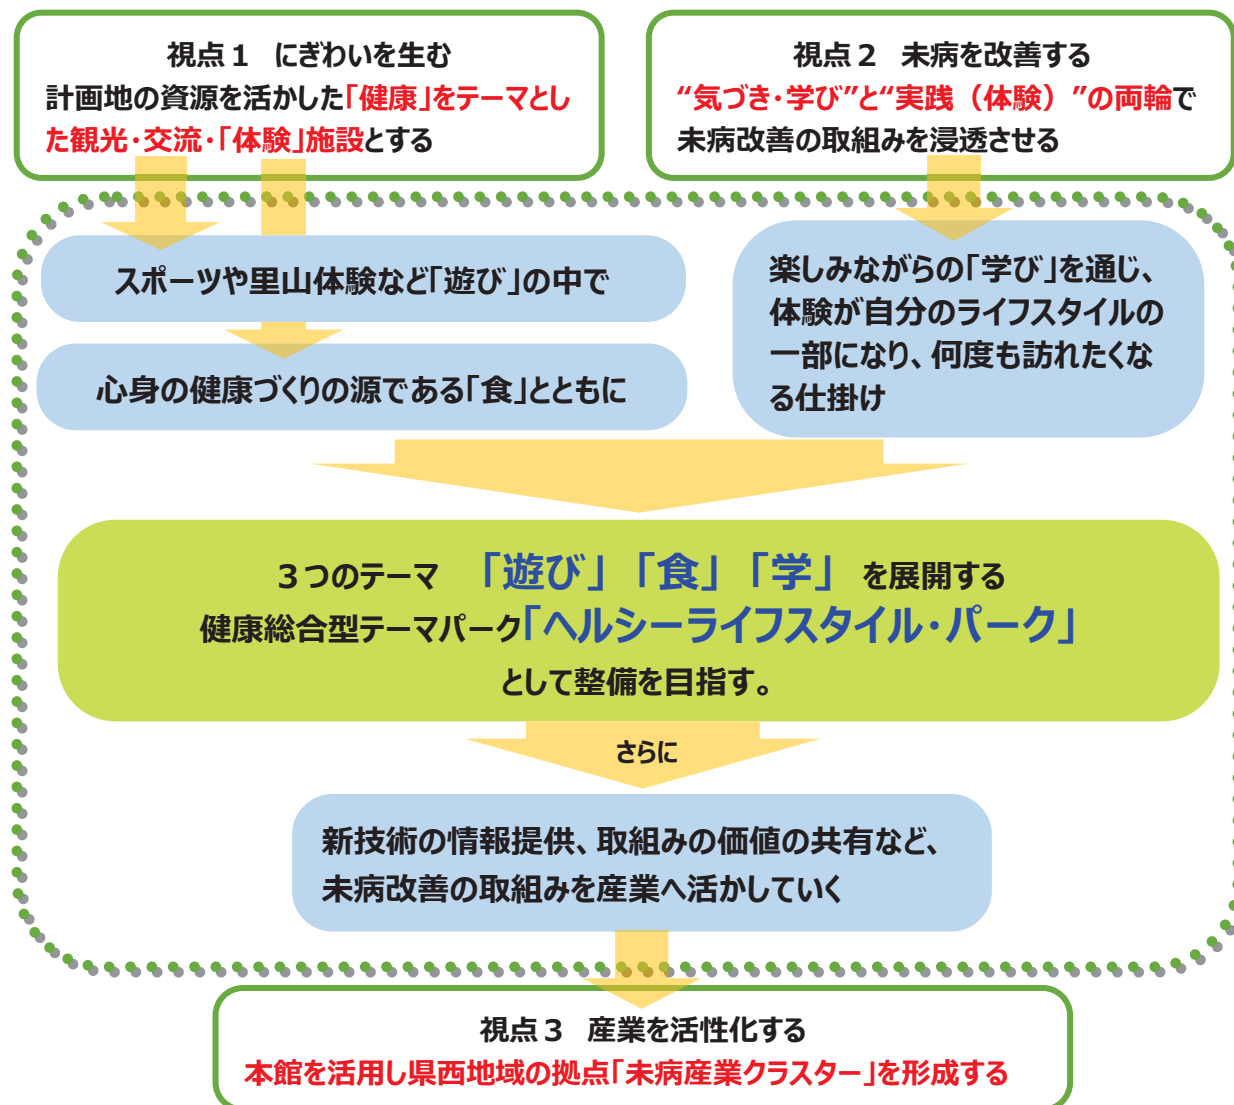 視点1 にぎわいを生む
計画地の資源を活かした「健康」をテーマとし
た観光・交流・「体験」施設とする
視点2 未病を改善する
“気づき・学び”と“実践（体験）”の両輪で
未病改善の取組みを浸透させる
スポーツや里山体験など「遊び」の中で
心身の健康づくりの源である「食」とともに
楽しみながらの「学び」を通じ、
体験が自分のライフスタイルの
一部になり、何度も訪れたくな
る仕掛け
3つのテーマ 「遊び」「食」「学」 を展開する
健康総合型テーマパーク「ヘルシーライフスタイル・パーク」
として整備を目指す。
さらに
新技術の情報提供、取組みの価値の共有など、
未病改善の取組みを産業へ活かしていく
視点3 産業を活性化する
本館を活用し県西地域の拠点「未病産業クラスター」を形成する